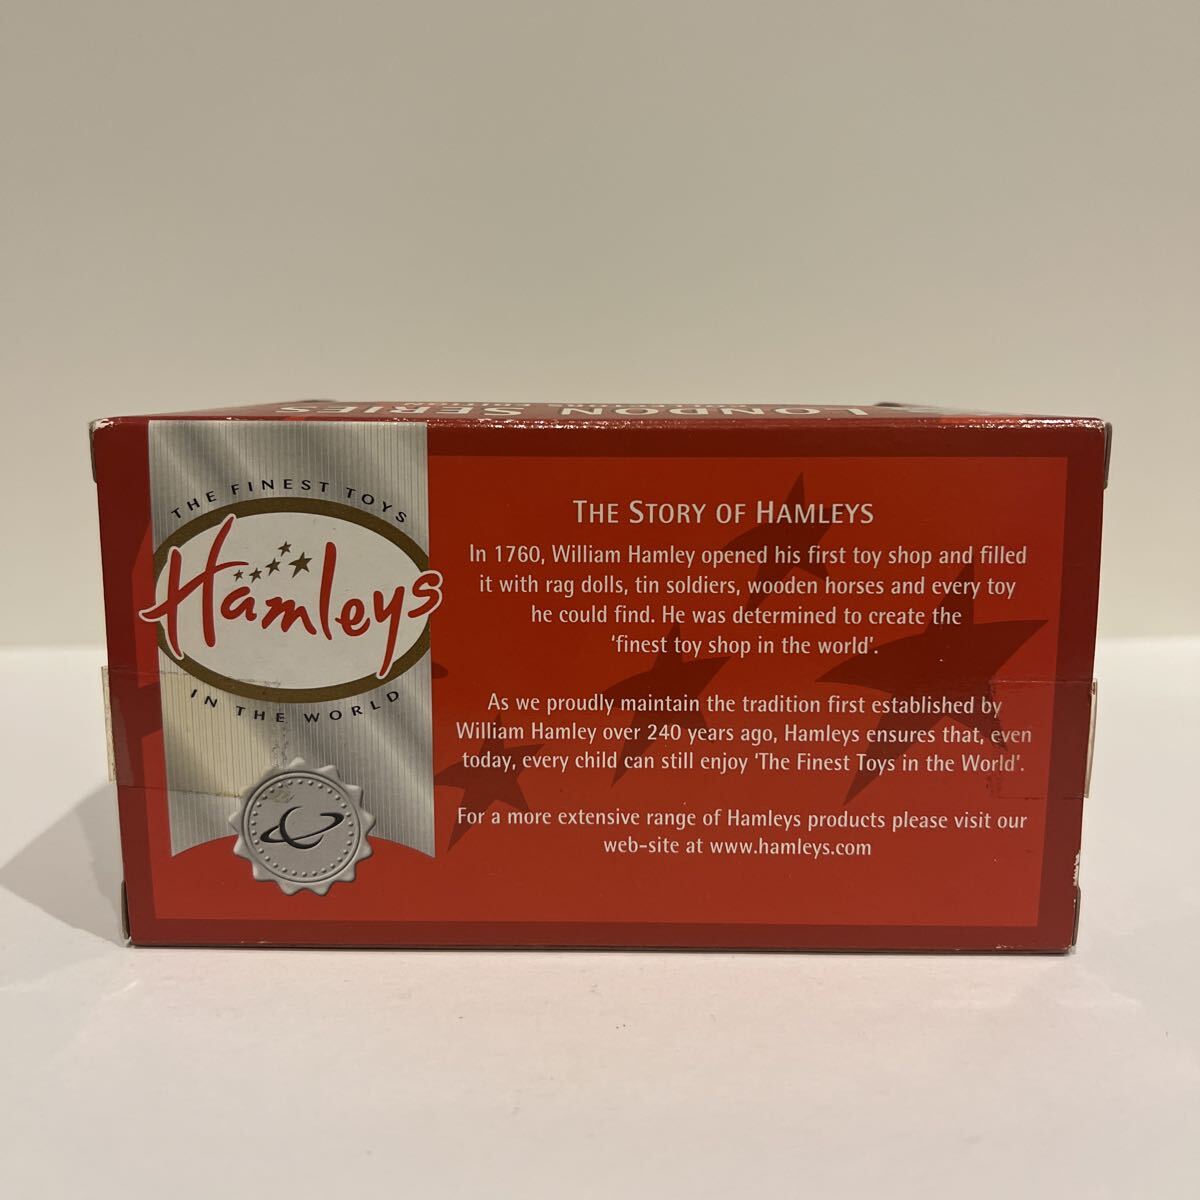 LONDON SERIES
COLLECTORS EDITION
THE FINEST TOYS
Hamleys
IN THE WORLD
THE STORY OF HAMLEYS
In 1760, William Hamley opened his first toy shop and filled
it with rag dolls, tin soldiers, wooden horses and every toy
he could find. He was determined to create the
'finest toy shop in the world'.
As we proudly maintain the tradition first established by
William Hamley over 240 years ago, Hamleys ensures that, even
today, every child can still enjoy 'The Finest Toys in the World'.
For a more extensive range of Hamleys products please visit our
web-site at www.hamleys.com